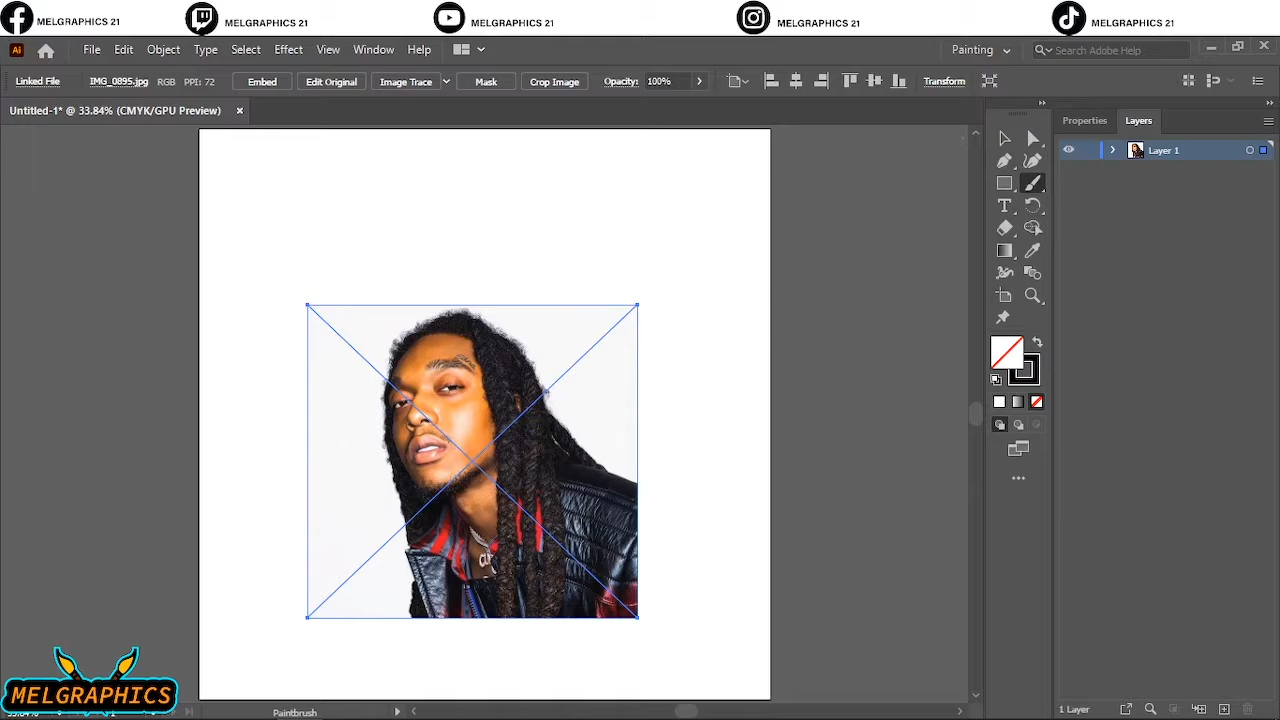 MELGRAPHICS 21
MELGRAPHICS 21
MELGRAPHICS 21
MELGRAPHICS 21
MELGRAPHICS 21
Ai
File Edit Object Type Select Effect View Window Help
Painting
Search Adobe Help
Linked File IMG_0895.jpg RGB PPI: 72 Embed Edit Original Image Trace Mask Crop Image Opacity: 100% Transform
Untitled-1* @ 33.84% (CMYK/GPU Preview)
Properties Layers
Layer 1
MELGRAPHICS
Paintbrush
1 Layer